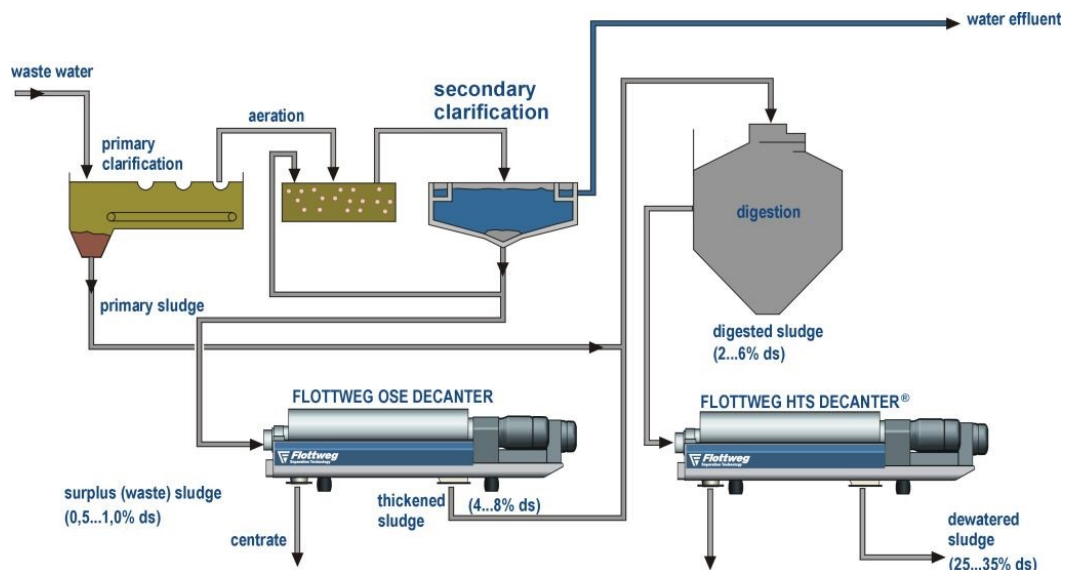 water effluent
waste water
secondary
clarification
aeration
primary
clarification
digestion
primary sludge
digested sludge
(2...6% ds)
FLOTTWEG OSE DECANTER
FLOTTWEG HTS DECANTER®
Flottweg
Separation Technology
Flottweg
Separation Technology
surplus (waste) sludge
(0,5...1,0% ds)
thickened
sludge
(4...8% ds)
centrate
dewatered
sludge
(25...35% ds)